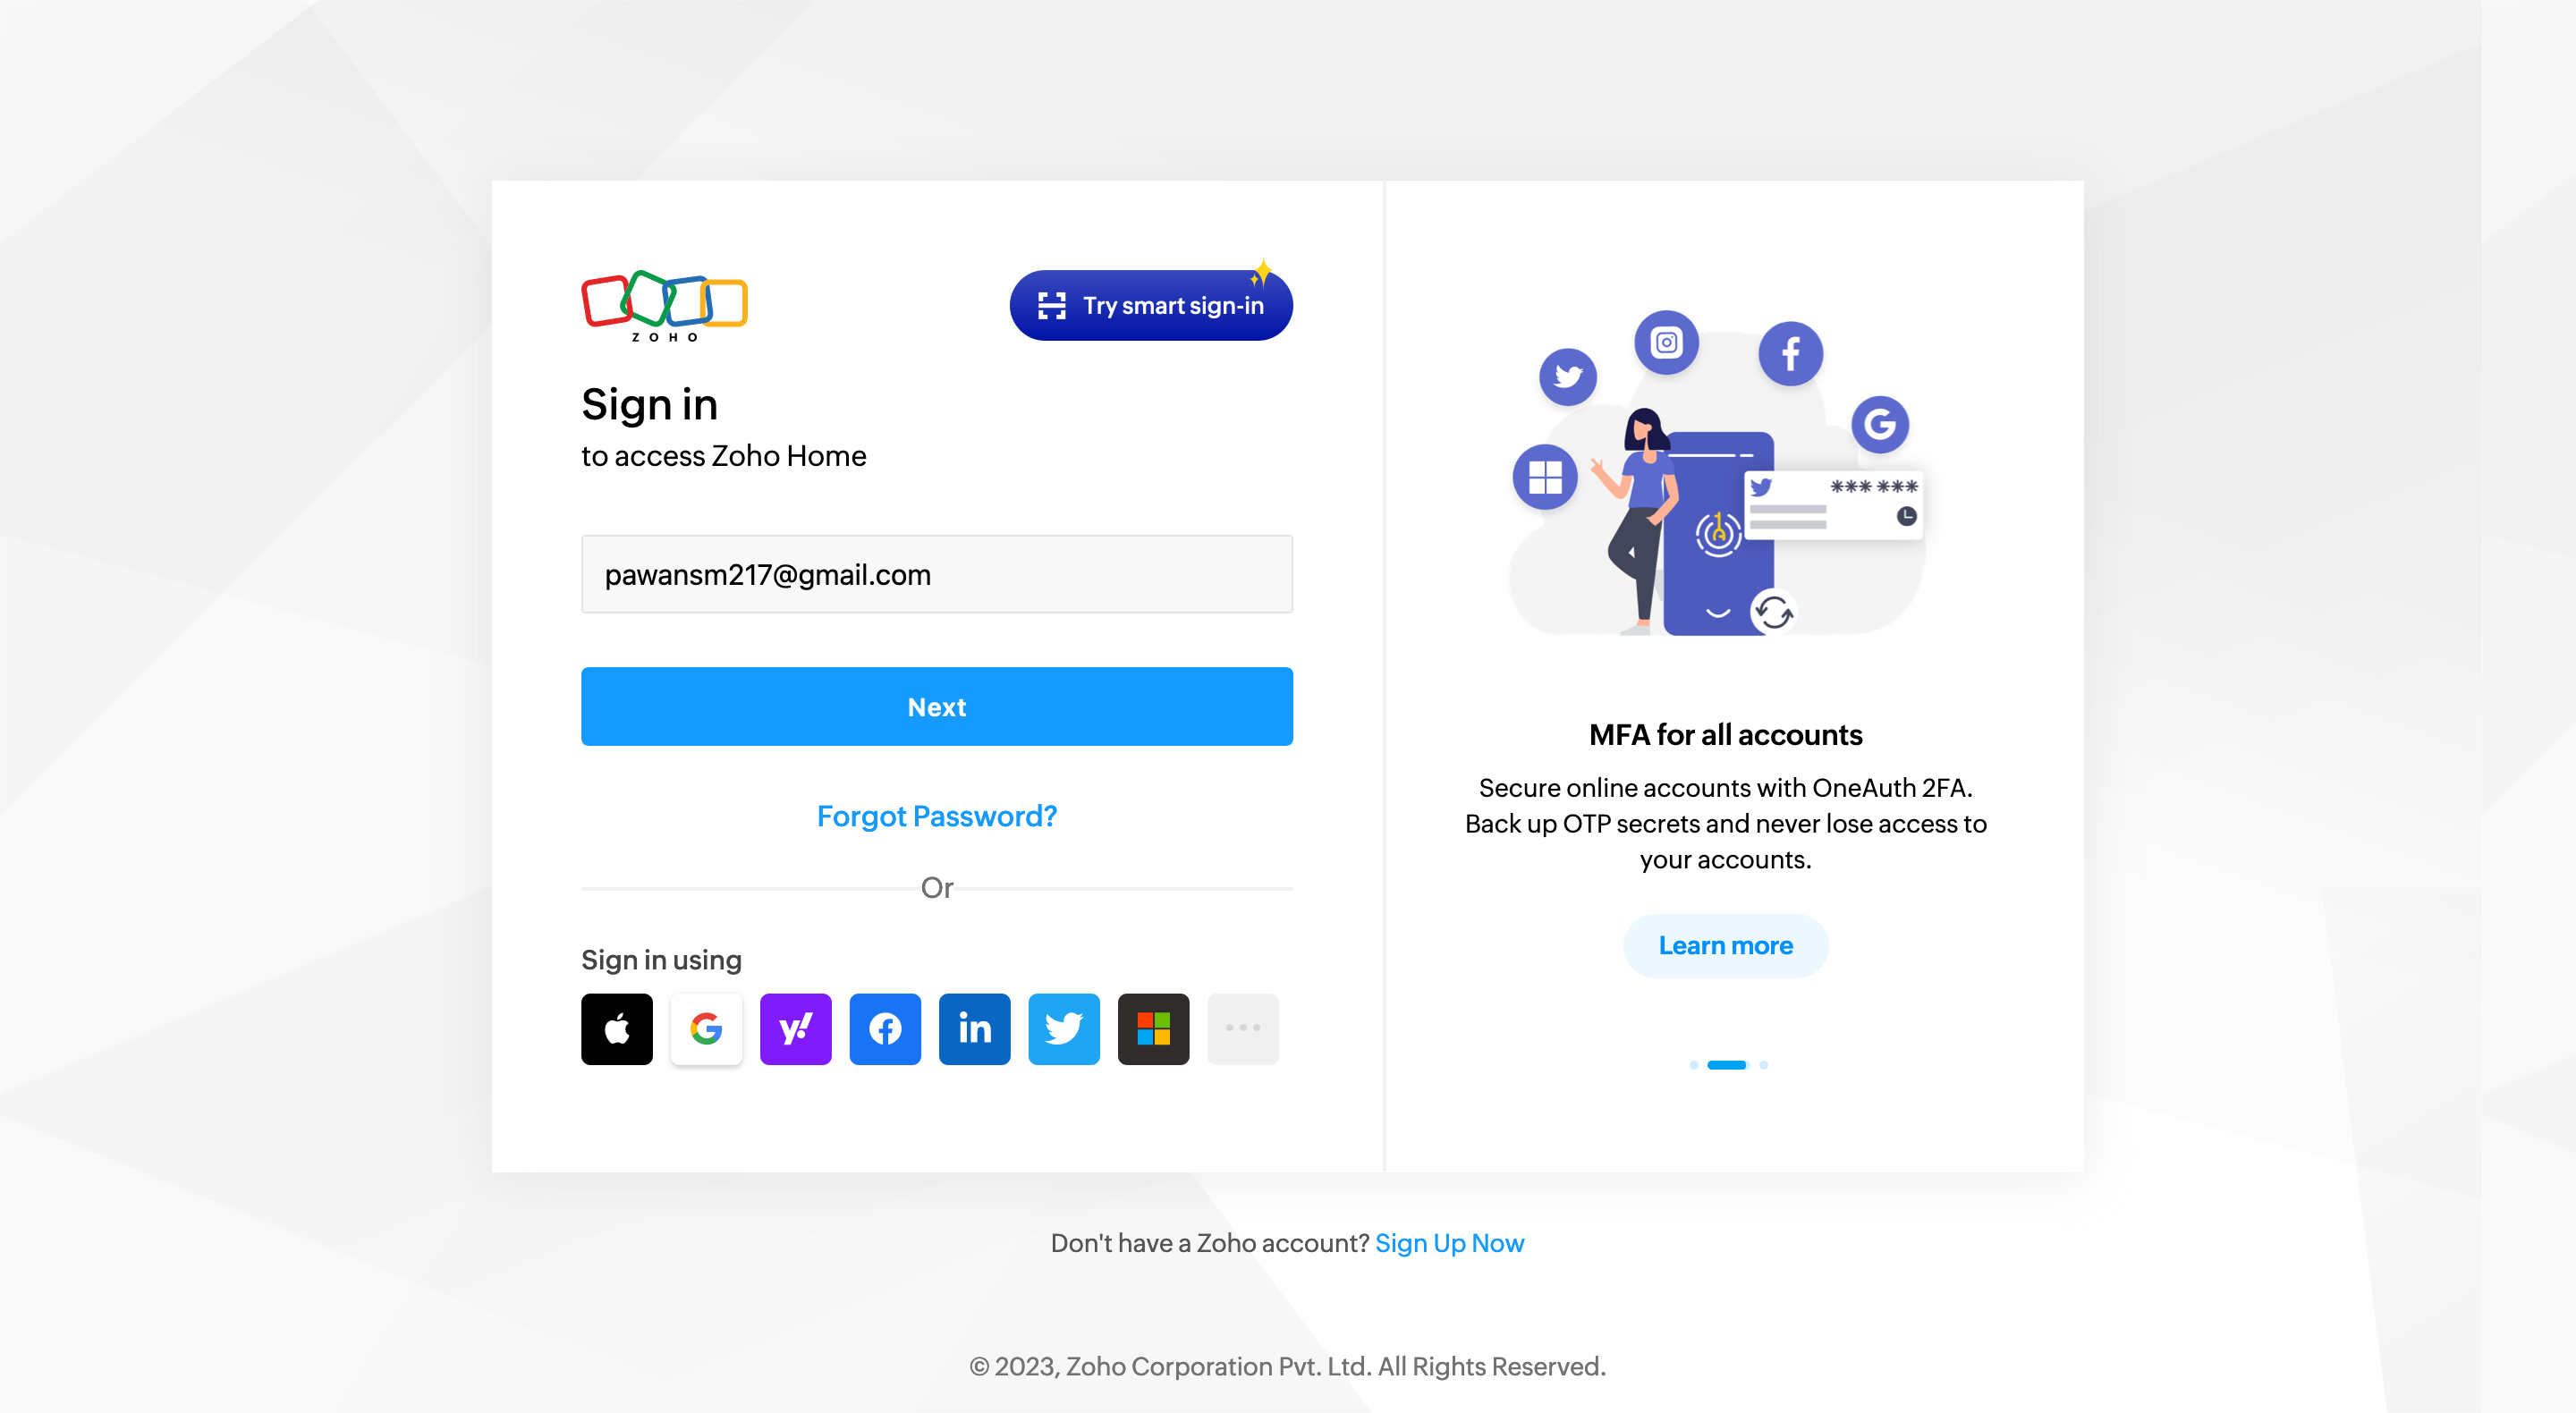 ZOHO
Try smart sign-in
Sign in
to access Zoho Home
pawansm217@gmail.com
Next
Forgot Password?
Or
Sign in using
*** ***
MFA for all accounts
Secure online accounts with OneAuth 2FA.
Back up OTP secrets and never lose access to
your accounts.
Learn more
Don't have a Zoho account? Sign Up Now
© 2023, Zoho Corporation Pvt. Ltd. All Rights Reserved.